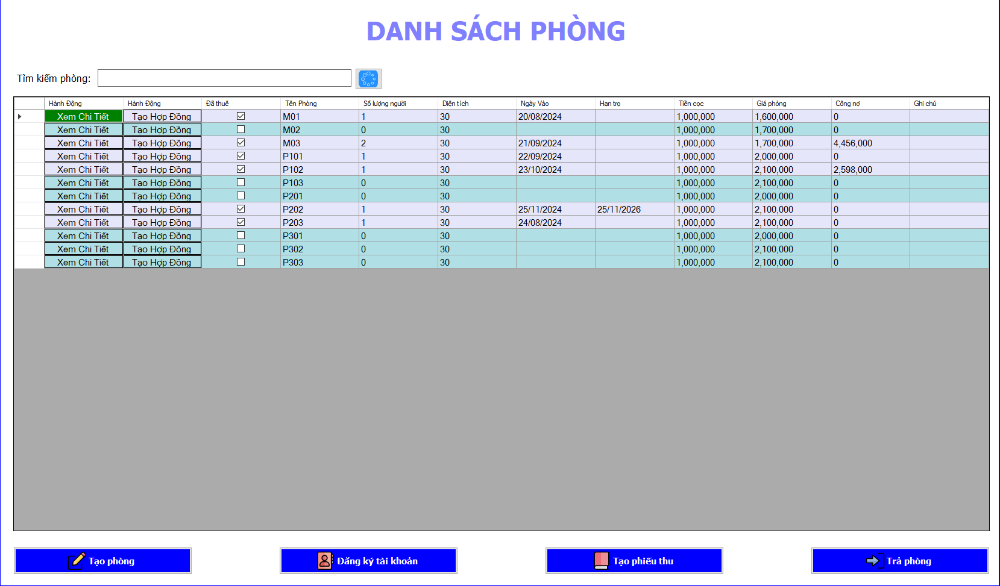 DANH SÁCH PHÒNG
Tìm kiếm phòng:
Hành Động Hành Động Đã thuê Tên Phòng Số lượng người Diện tích Ngày Vào Hạn trọ Tiền cọc Giá phòng Công nợ Ghi chú
Xem Chi Tiết Tạo Hợp Đồng M01 1 30 20/08/2024 1,000,000 1,600,000 0
Xem Chi Tiết Tạo Hợp Đồng M02 0 30 1,000,000 1,700,000 0
Xem Chi Tiết Tạo Hợp Đồng M03 2 30 21/09/2024 1,000,000 1,700,000 4,456,000
Xem Chi Tiết Tạo Hợp Đồng P101 1 30 22/09/2024 1,000,000 2,000,000 0
Xem Chi Tiết Tạo Hợp Đồng P102 1 30 23/10/2024 1,000,000 2,100,000 2,598,000
Xem Chi Tiết Tạo Hợp Đồng P103 0 30 1,000,000 2,100,000 0
Xem Chi Tiết Tạo Hợp Đồng P201 0 30 1,000,000 2,000,000 0
Xem Chi Tiết Tạo Hợp Đồng P202 1 30 25/11/2024 25/11/2026 1,000,000 2,100,000 0
Xem Chi Tiết Tạo Hợp Đồng P203 1 30 24/08/2024 1,000,000 2,100,000 0
Xem Chi Tiết Tạo Hợp Đồng P301 0 30 1,000,000 2,000,000 0
Xem Chi Tiết Tạo Hợp Đồng P302 0 30 1,000,000 2,100,000 0
Xem Chi Tiết Tạo Hợp Đồng P303 0 30 1,000,000 2,100,000 0
Tạo phòng Đăng ký tài khoản Tạo phiếu thu Trả phòng